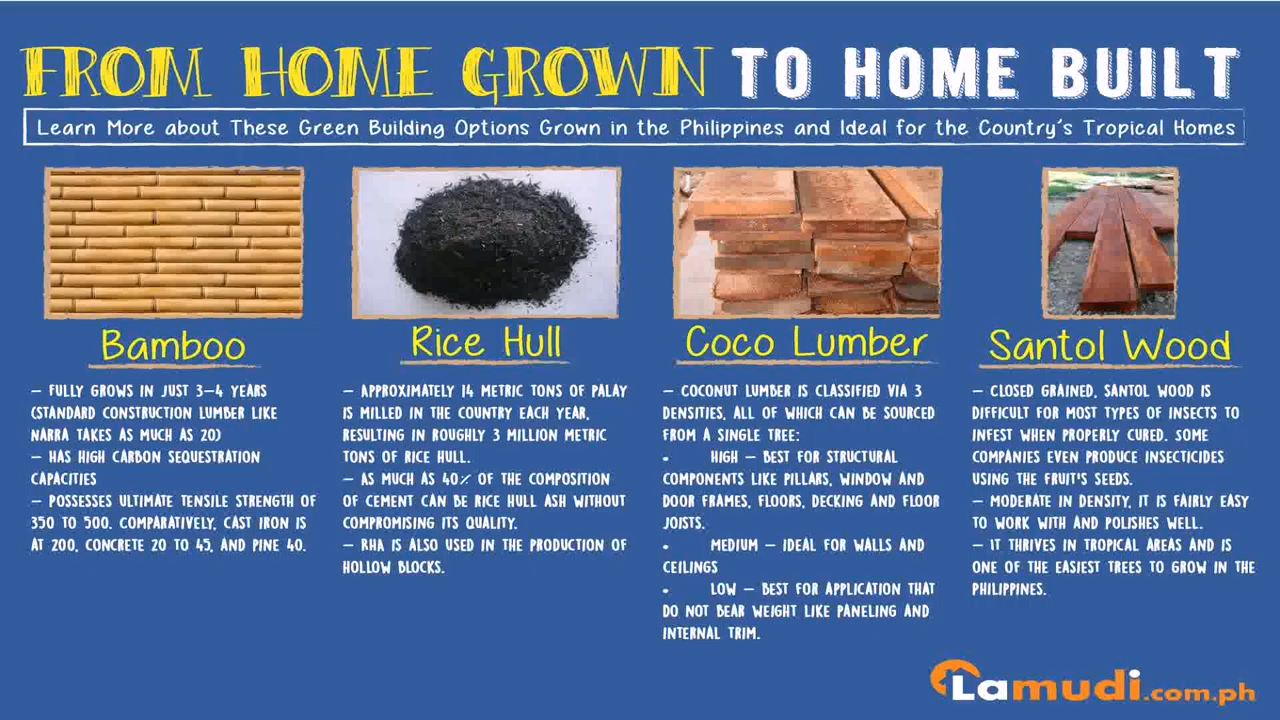 FROM HOME GROWN TO HOME BUILT
Learn More about These Green Building Options Grown in the Philippines and Ideal for the Country's Tropical Homes
Bamboo
– FULLY GROWS IN JUST 3–4 YEARS
(STANDARD CONSTRUCTION LUMBER LIKE
NARRA TAKES AS MUCH AS 20)
– HAS HIGH CARBON SEQUESTRATION
CAPACITIES
– POSSESSES ULTIMATE TENSILE STRENGTH OF
350 TO 500. COMPARATIVELY, CAST IRON IS
AT 200, CONCRETE 20 TO 45, AND PINE 40.
Rice Hull
– APPROXIMATELY 14 METRIC TONS OF PALAY
IS MILLED IN THE COUNTRY EACH YEAR,
RESULTING IN ROUGHLY 3 MILLION METRIC
TONS OF RICE HULL.
– AS MUCH AS 40% OF THE COMPOSITION
OF CEMENT CAN BE RICE HULL ASH WITHOUT
COMPROMISING ITS QUALITY.
– RHA IS ALSO USED IN THE PRODUCTION OF
HOLLOW BLOCKS.
Coco Lumber
– COCONUT LUMBER IS CLASSIFIED VIA 3
DENSITIES, ALL OF WHICH CAN BE SOURCED
FROM A SINGLE TREE:
• HIGH – BEST FOR STRUCTURAL
COMPONENTS LIKE PILLARS, WINDOW AND
DOOR FRAMES, FLOORS, DECKING AND FLOOR
JOISTS.
• MEDIUM – IDEAL FOR WALLS AND
CEILINGS
• LOW – BEST FOR APPLICATION THAT
DO NOT BEAR WEIGHT LIKE PANELING AND
INTERNAL TRIM.
Santol Wood
– CLOSED GRAINED, SANTOL WOOD IS
DIFFICULT FOR MOST TYPES OF INSECTS TO
INFEST WHEN PROPERLY CURED. SOME
COMPANIES EVEN PRODUCE INSECTICIDES
USING THE FRUIT'S SEEDS.
– MODERATE IN DENSITY, IT IS FAIRLY EASY
TO WORK WITH AND POLISHES WELL.
– IT THRIVES IN TROPICAL AREAS AND IS
ONE OF THE EASIEST TREES TO GROW IN THE
PHILIPPINES.
Lamudi.com.ph